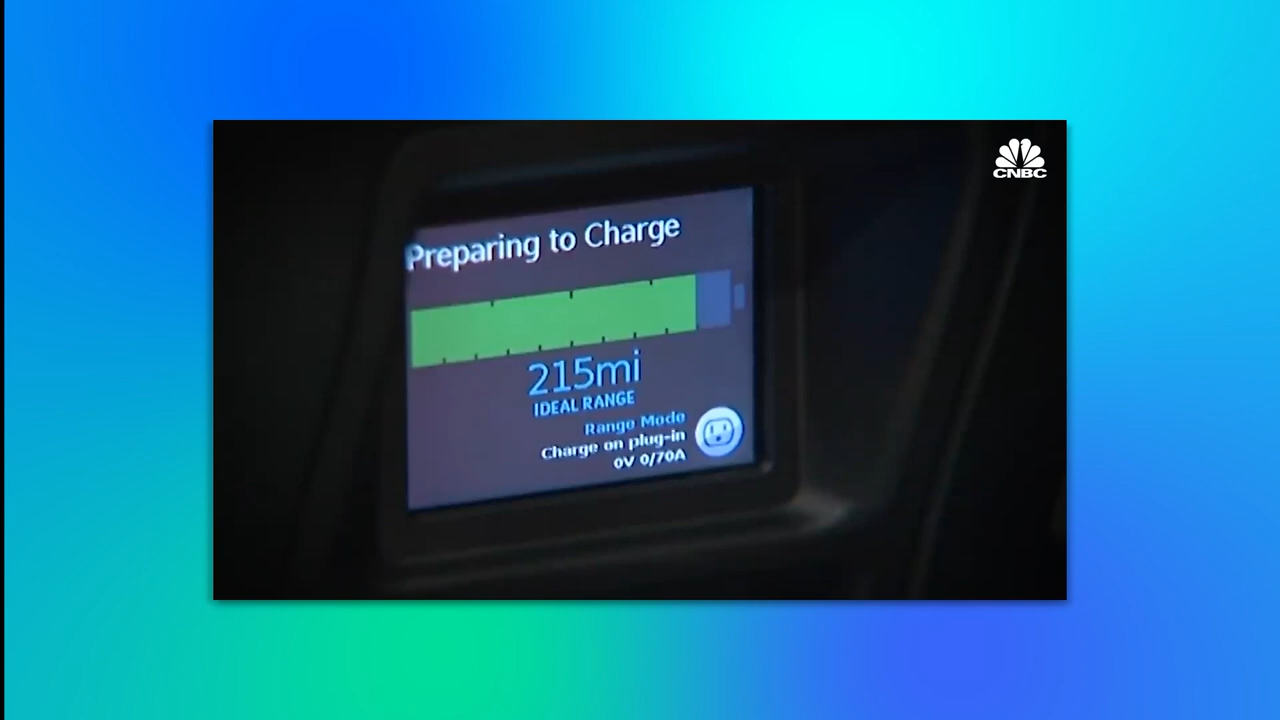 CNBC
Preparing to Charge
215mi
IDEAL RANGE
Range Mode
Charge on plug-in
0V 0/70A